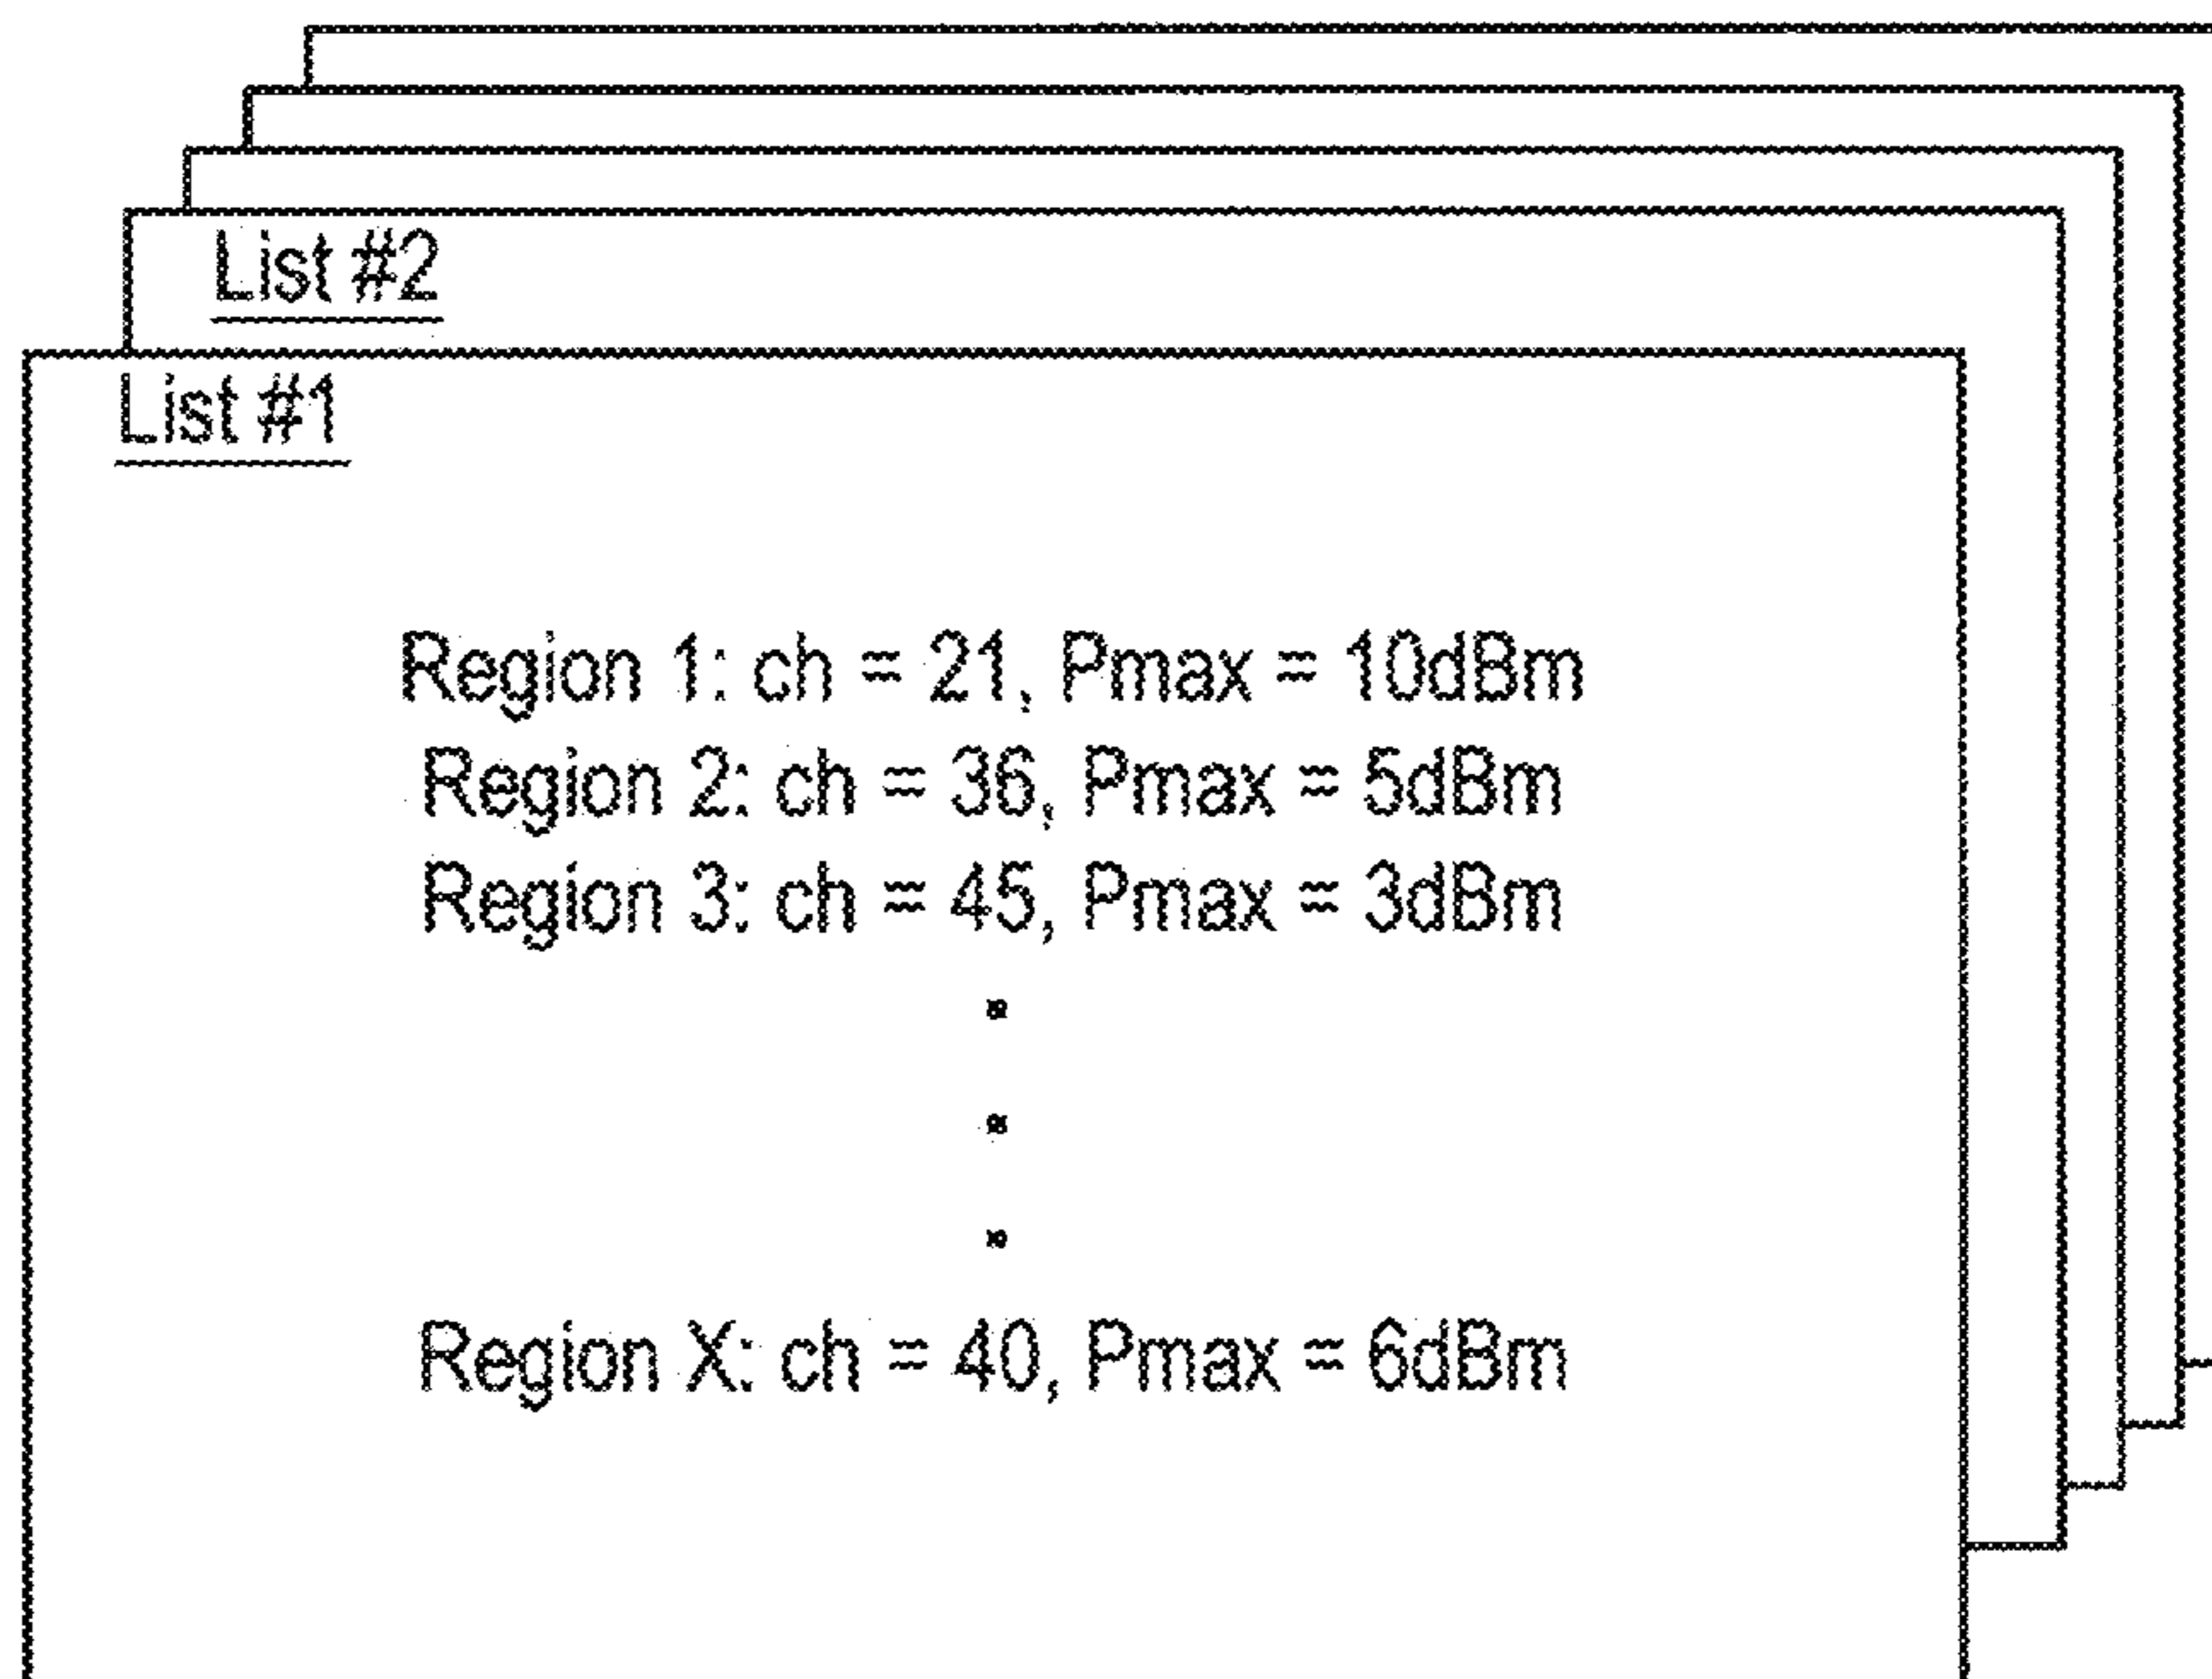 List #2
List #1
Region 1: ch = 21, Pmax = 10dBm
Region 2: ch = 36, Pmax = 5dBm
Region 3: ch = 45, Pmax = 3dBm
Region X: ch = 40, Pmax = 6dBm